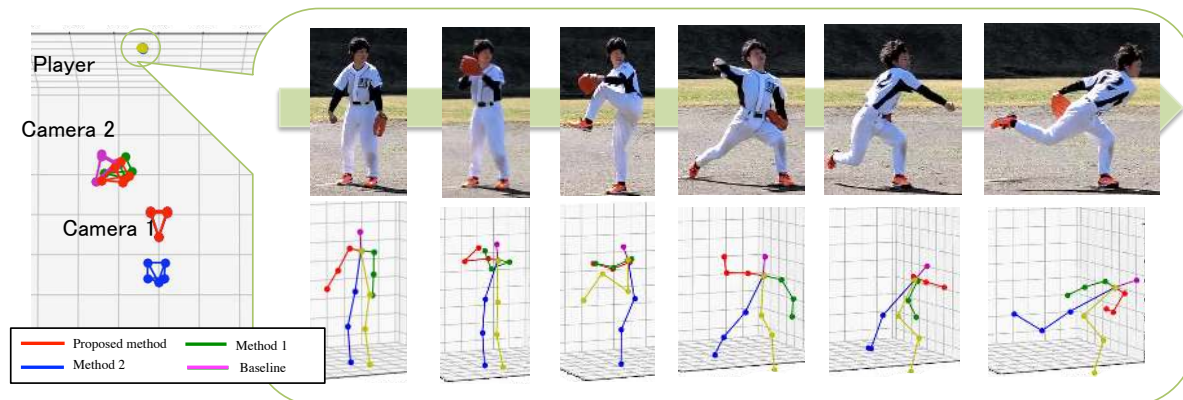 Player
Camera 2
Camera 1
Proposed method
Method 1
Method 2
Baseline